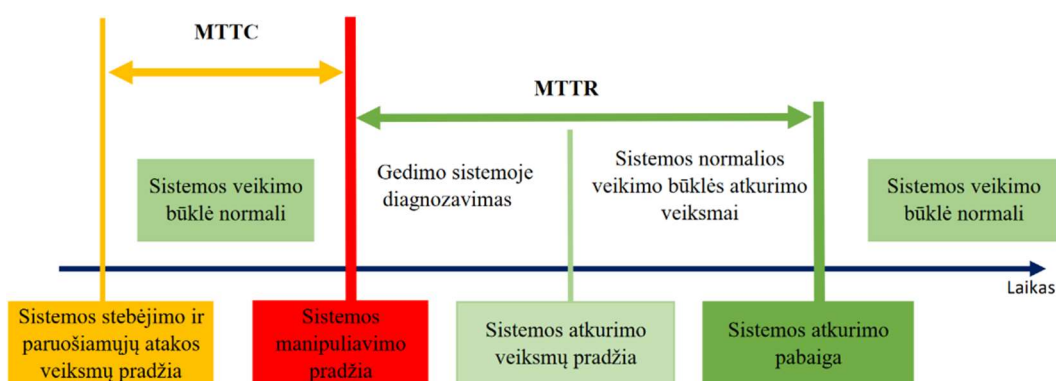 MTTC
MTTR
Sistemos veikimo
būklė normali
Gedimo sistemoje
diagnozavimas
Sistemos normalios
veikimo būklės atkurimo
veiksmai
Sistemos veikimo
būklė normali
Laikas
Sistemos stebėjimo ir
paruošiamųjų atakos
veiksmų pradžia
Sistemos
manipuliavimo
pradžia
Sistemos atkurimo
veiksmų pradžia
Sistemos atkurimo
pabaiga